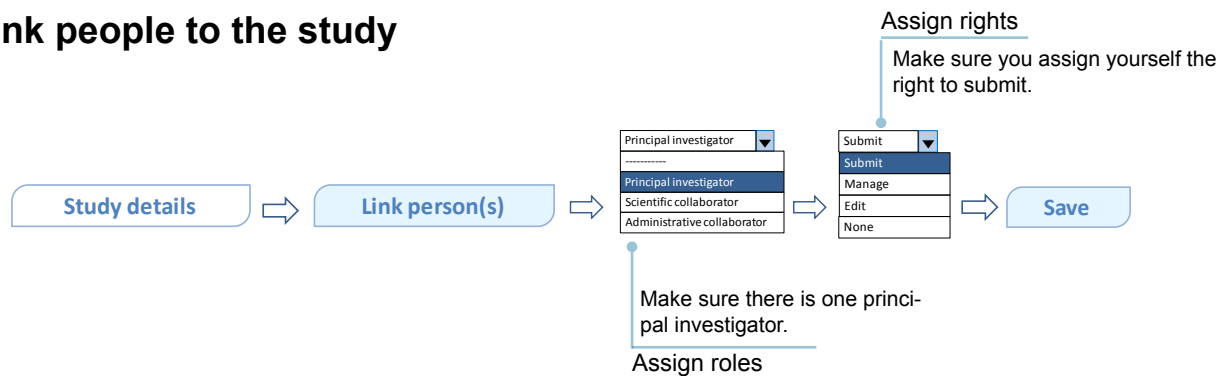 nk people to the study
Assign rights
Make sure you assign yourself the
right to submit.
Study details
Link person(s)
Principal investigator
-----------
Principal investigator
Scientific collaborator
Administrative collaborator
Submit
Submit
Manage
Edit
None
Save
Make sure there is one princi-
pal investigator.
Assign roles